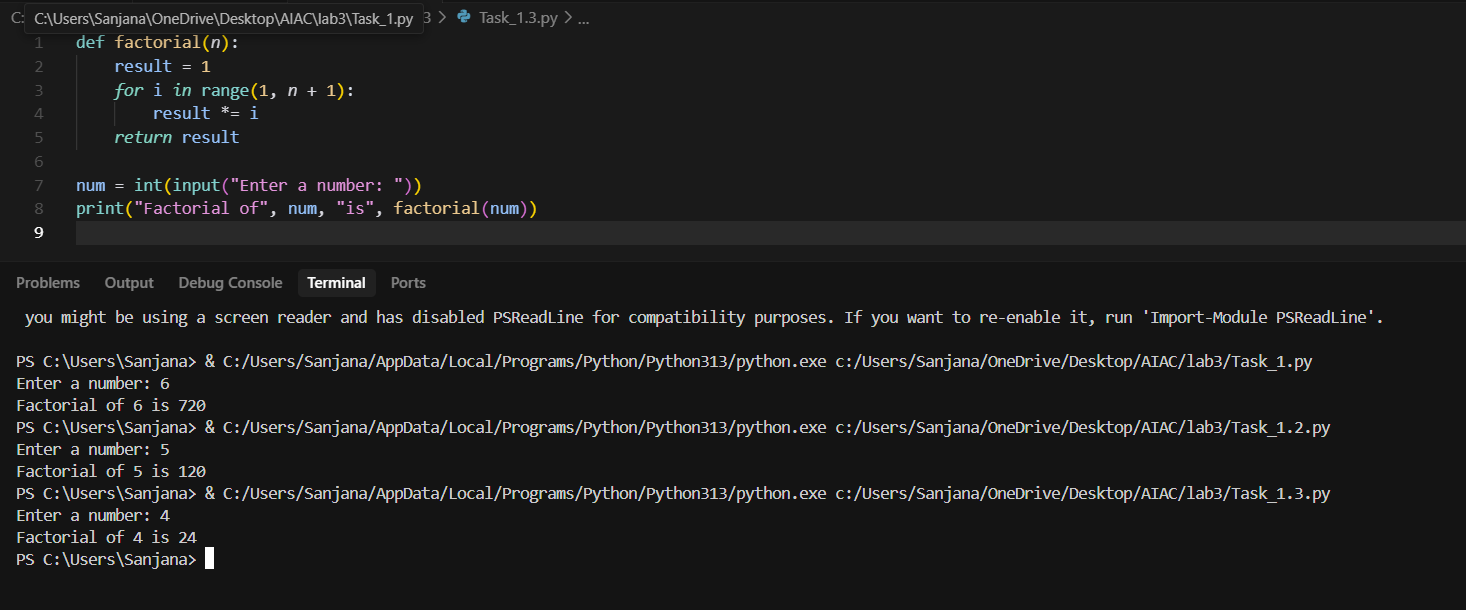 C:
C:\Users\Sanjana\OneDrive\Desktop\AIAC\lab3\Task_1.py
3 > Task_1.3.py > ...
1 def factorial(n):
2     result = 1
3     for i in range(1, n + 1):
4         result *= i
5     return result
6
7 num = int(input("Enter a number: "))
8 print("Factorial of", num, "is", factorial(num))
9
Problems Output Debug Console Terminal Ports
you might be using a screen reader and has disabled PSReadLine for compatibility purposes. If you want to re-enable it, run 'Import-Module PSReadLine'.
PS C:\Users\Sanjana> & C:/Users/Sanjana/AppData/Local/Programs/Python/Python313/python.exe c:/Users/Sanjana/OneDrive/Desktop/AIAC/lab3/Task_1.py
Enter a number: 6
Factorial of 6 is 720
PS C:\Users\Sanjana> & C:/Users/Sanjana/AppData/Local/Programs/Python/Python313/python.exe c:/Users/Sanjana/OneDrive/Desktop/AIAC/lab3/Task_1.2.py
Enter a number: 5
Factorial of 5 is 120
PS C:\Users\Sanjana> & C:/Users/Sanjana/AppData/Local/Programs/Python/Python313/python.exe c:/Users/Sanjana/OneDrive/Desktop/AIAC/lab3/Task_1.3.py
Enter a number: 4
Factorial of 4 is 24
PS C:\Users\Sanjana>